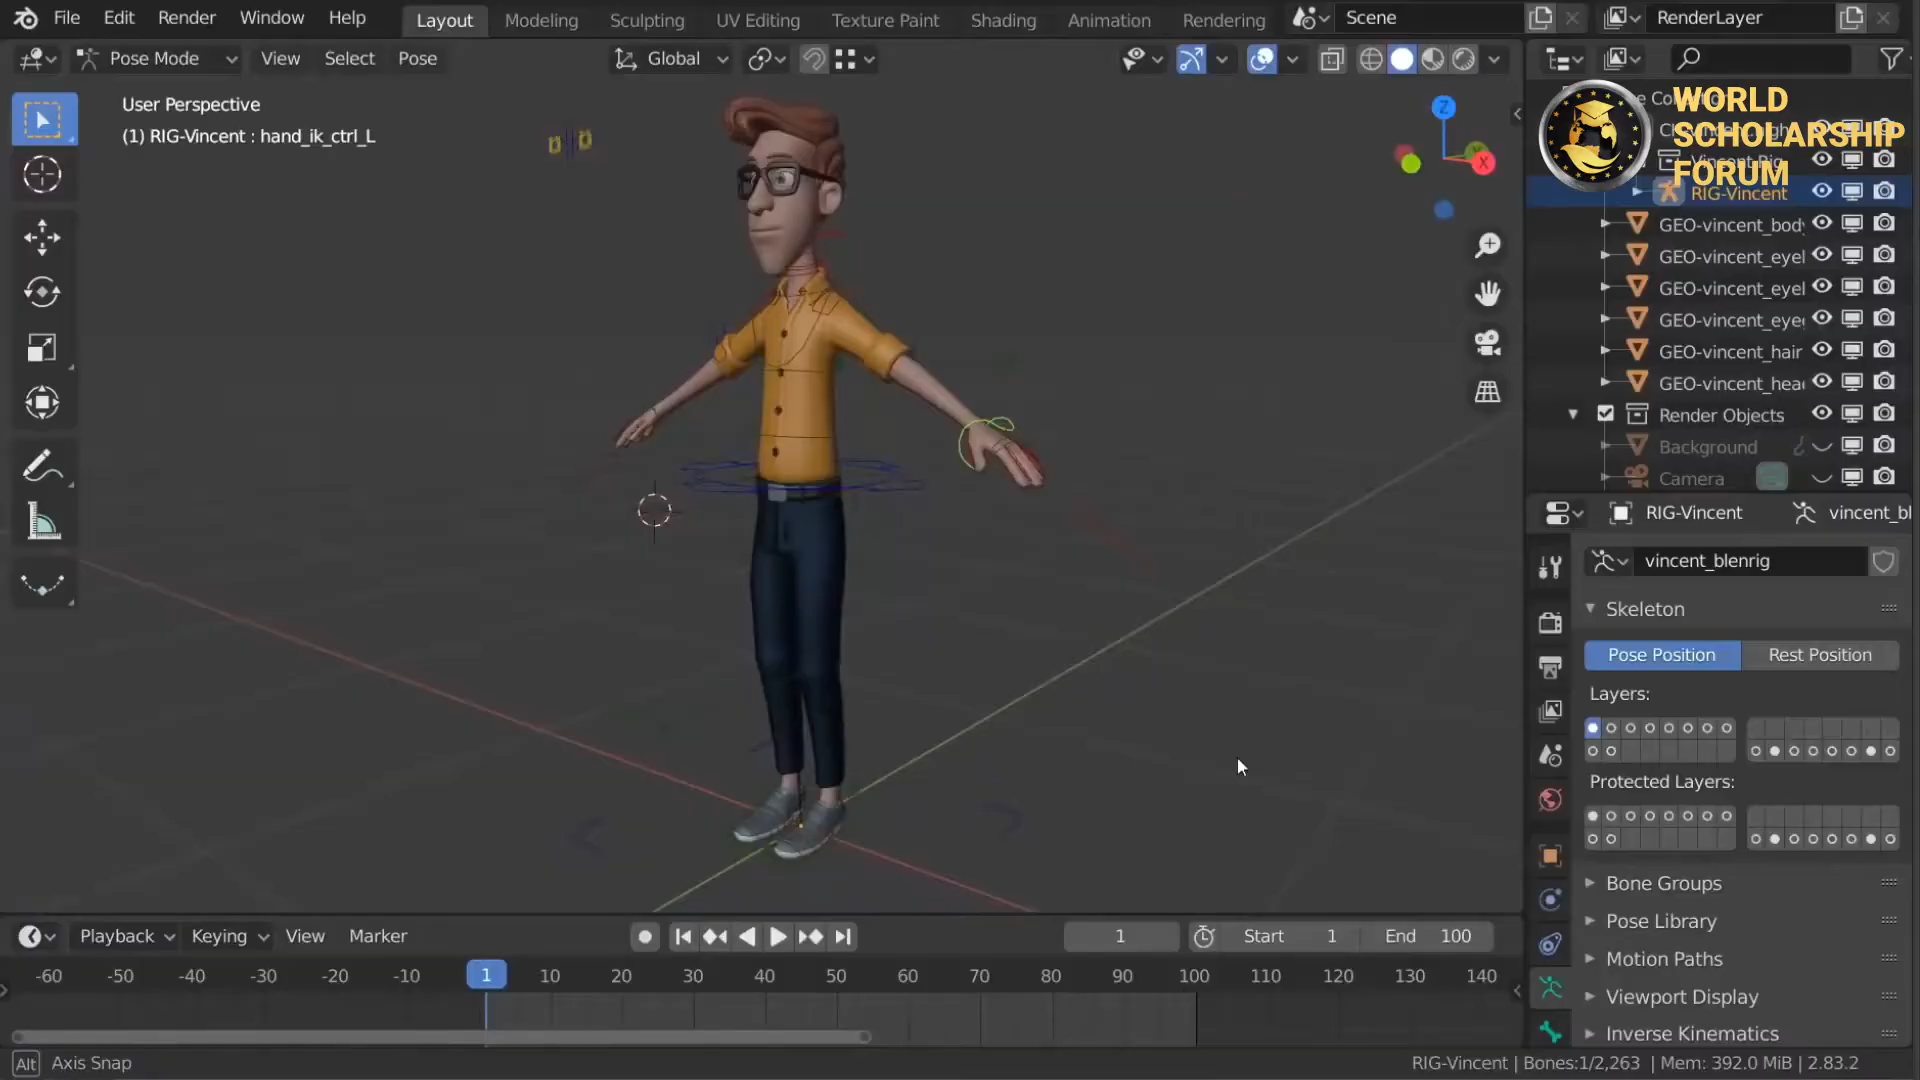 File Edit Render Window Help Layout Modeling Sculpting UV Editing Texture Paint Shading Animation Rendering Scene RenderLayer
Pose Mode View Select Pose Global
User Perspective
(1) RIG-Vincent : hand_ik_ctrl_L
Z
X
WORLD
SCHOLARSHIP
FORUM
RIG-Vincent
GEO-vincent_body
GEO-vincent_eyel
GEO-vincent_eyel
GEO-vincent_eye
GEO-vincent_hair
GEO-vincent_hea
Render Objects
Background
Camera
RIG-Vincent vincent_bl
vincent_blenrig
Skeleton
Pose Position Rest Position
Layers:
Protected Layers:
Bone Groups
Pose Library
Motion Paths
Viewport Display
Inverse Kinematics
Playback Keying View Marker 1 Start 1 End 100
-60 -50 -40 -30 -20 -10 1 10 20 30 40 50 60 70 80 90 100 110 120 130 140
Alt Axis Snap RIG-Vincent | Bones:1/2,263 | Mem: 392.0 MiB | 2.83.2